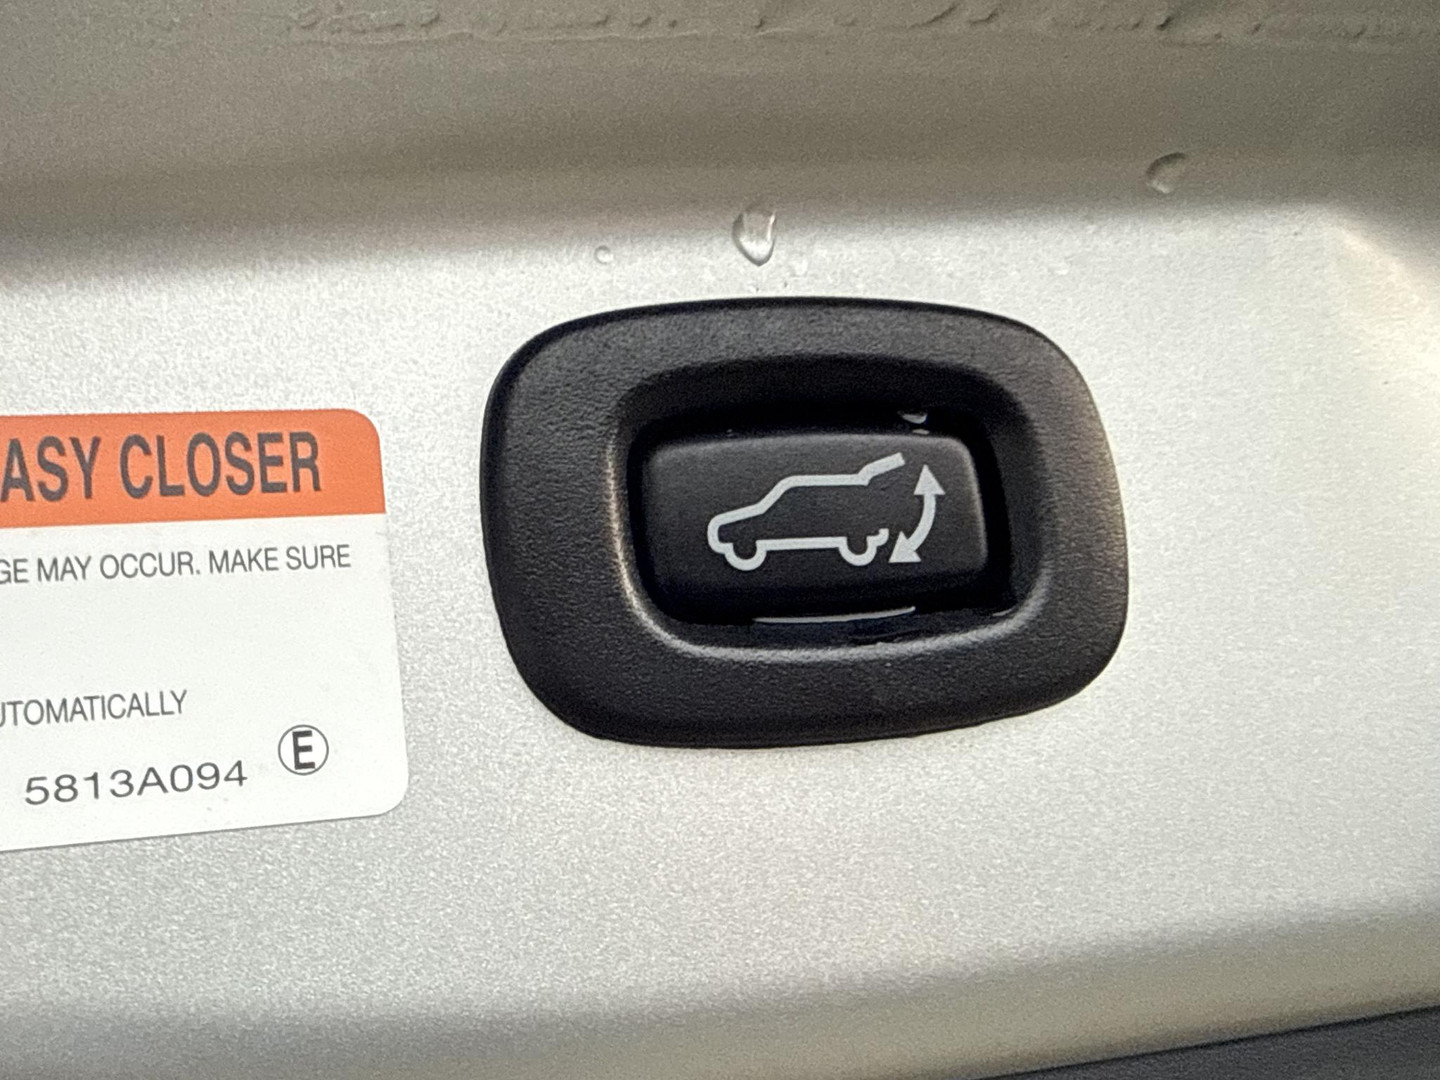 ASY CLOSER
GE MAY OCCUR. MAKE SURE
UTOMATICALLY
5813A094 E